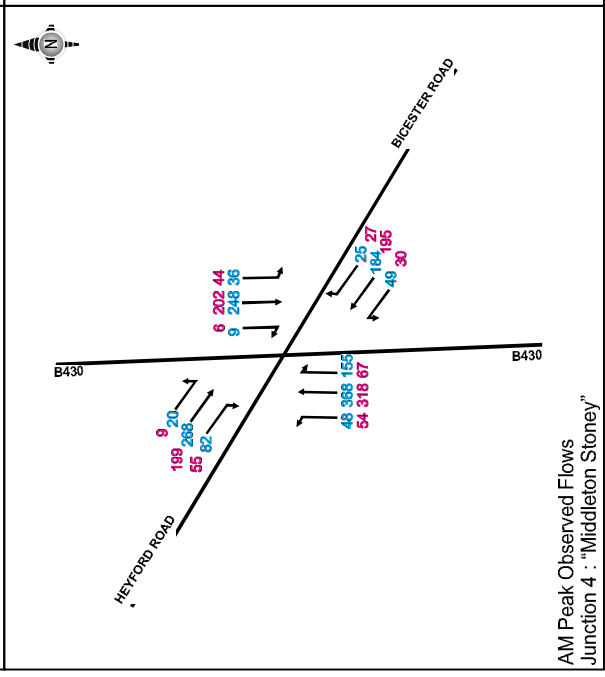 N
BICESTER ROAD
6 202 44
9 248 36
25 27
184 195
49 30
B430
B430
9 20
199 268
55 82
48 368 155
54 318 67
HEYFORD ROAD
AM Peak Observed Flows
Junction 4 : “Middleton Stoney”